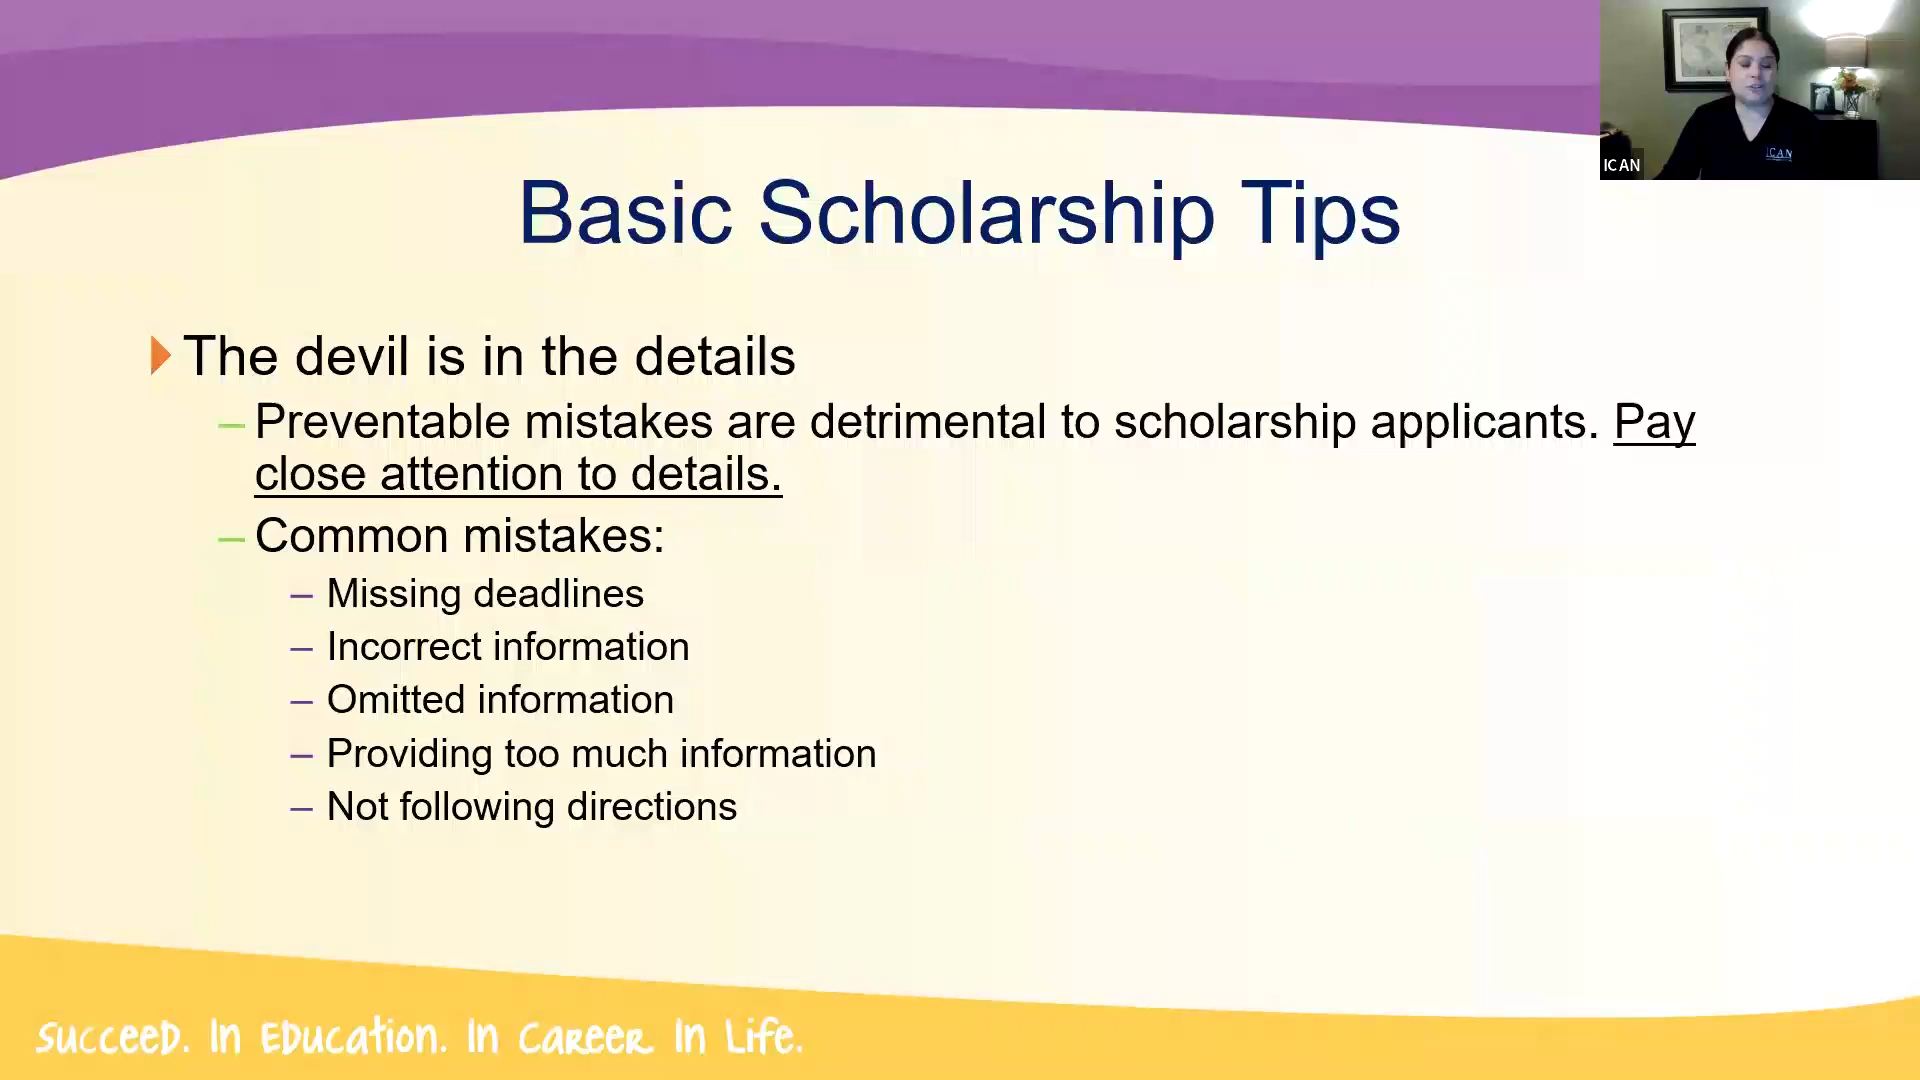 ICAN
ICAN
Basic Scholarship Tips
The devil is in the details
– Preventable mistakes are detrimental to scholarship applicants. Pay
close attention to details.
– Common mistakes:
– Missing deadlines
– Incorrect information
– Omitted information
– Providing too much information
– Not following directions
Succeed. In Education. In Career. In Life.